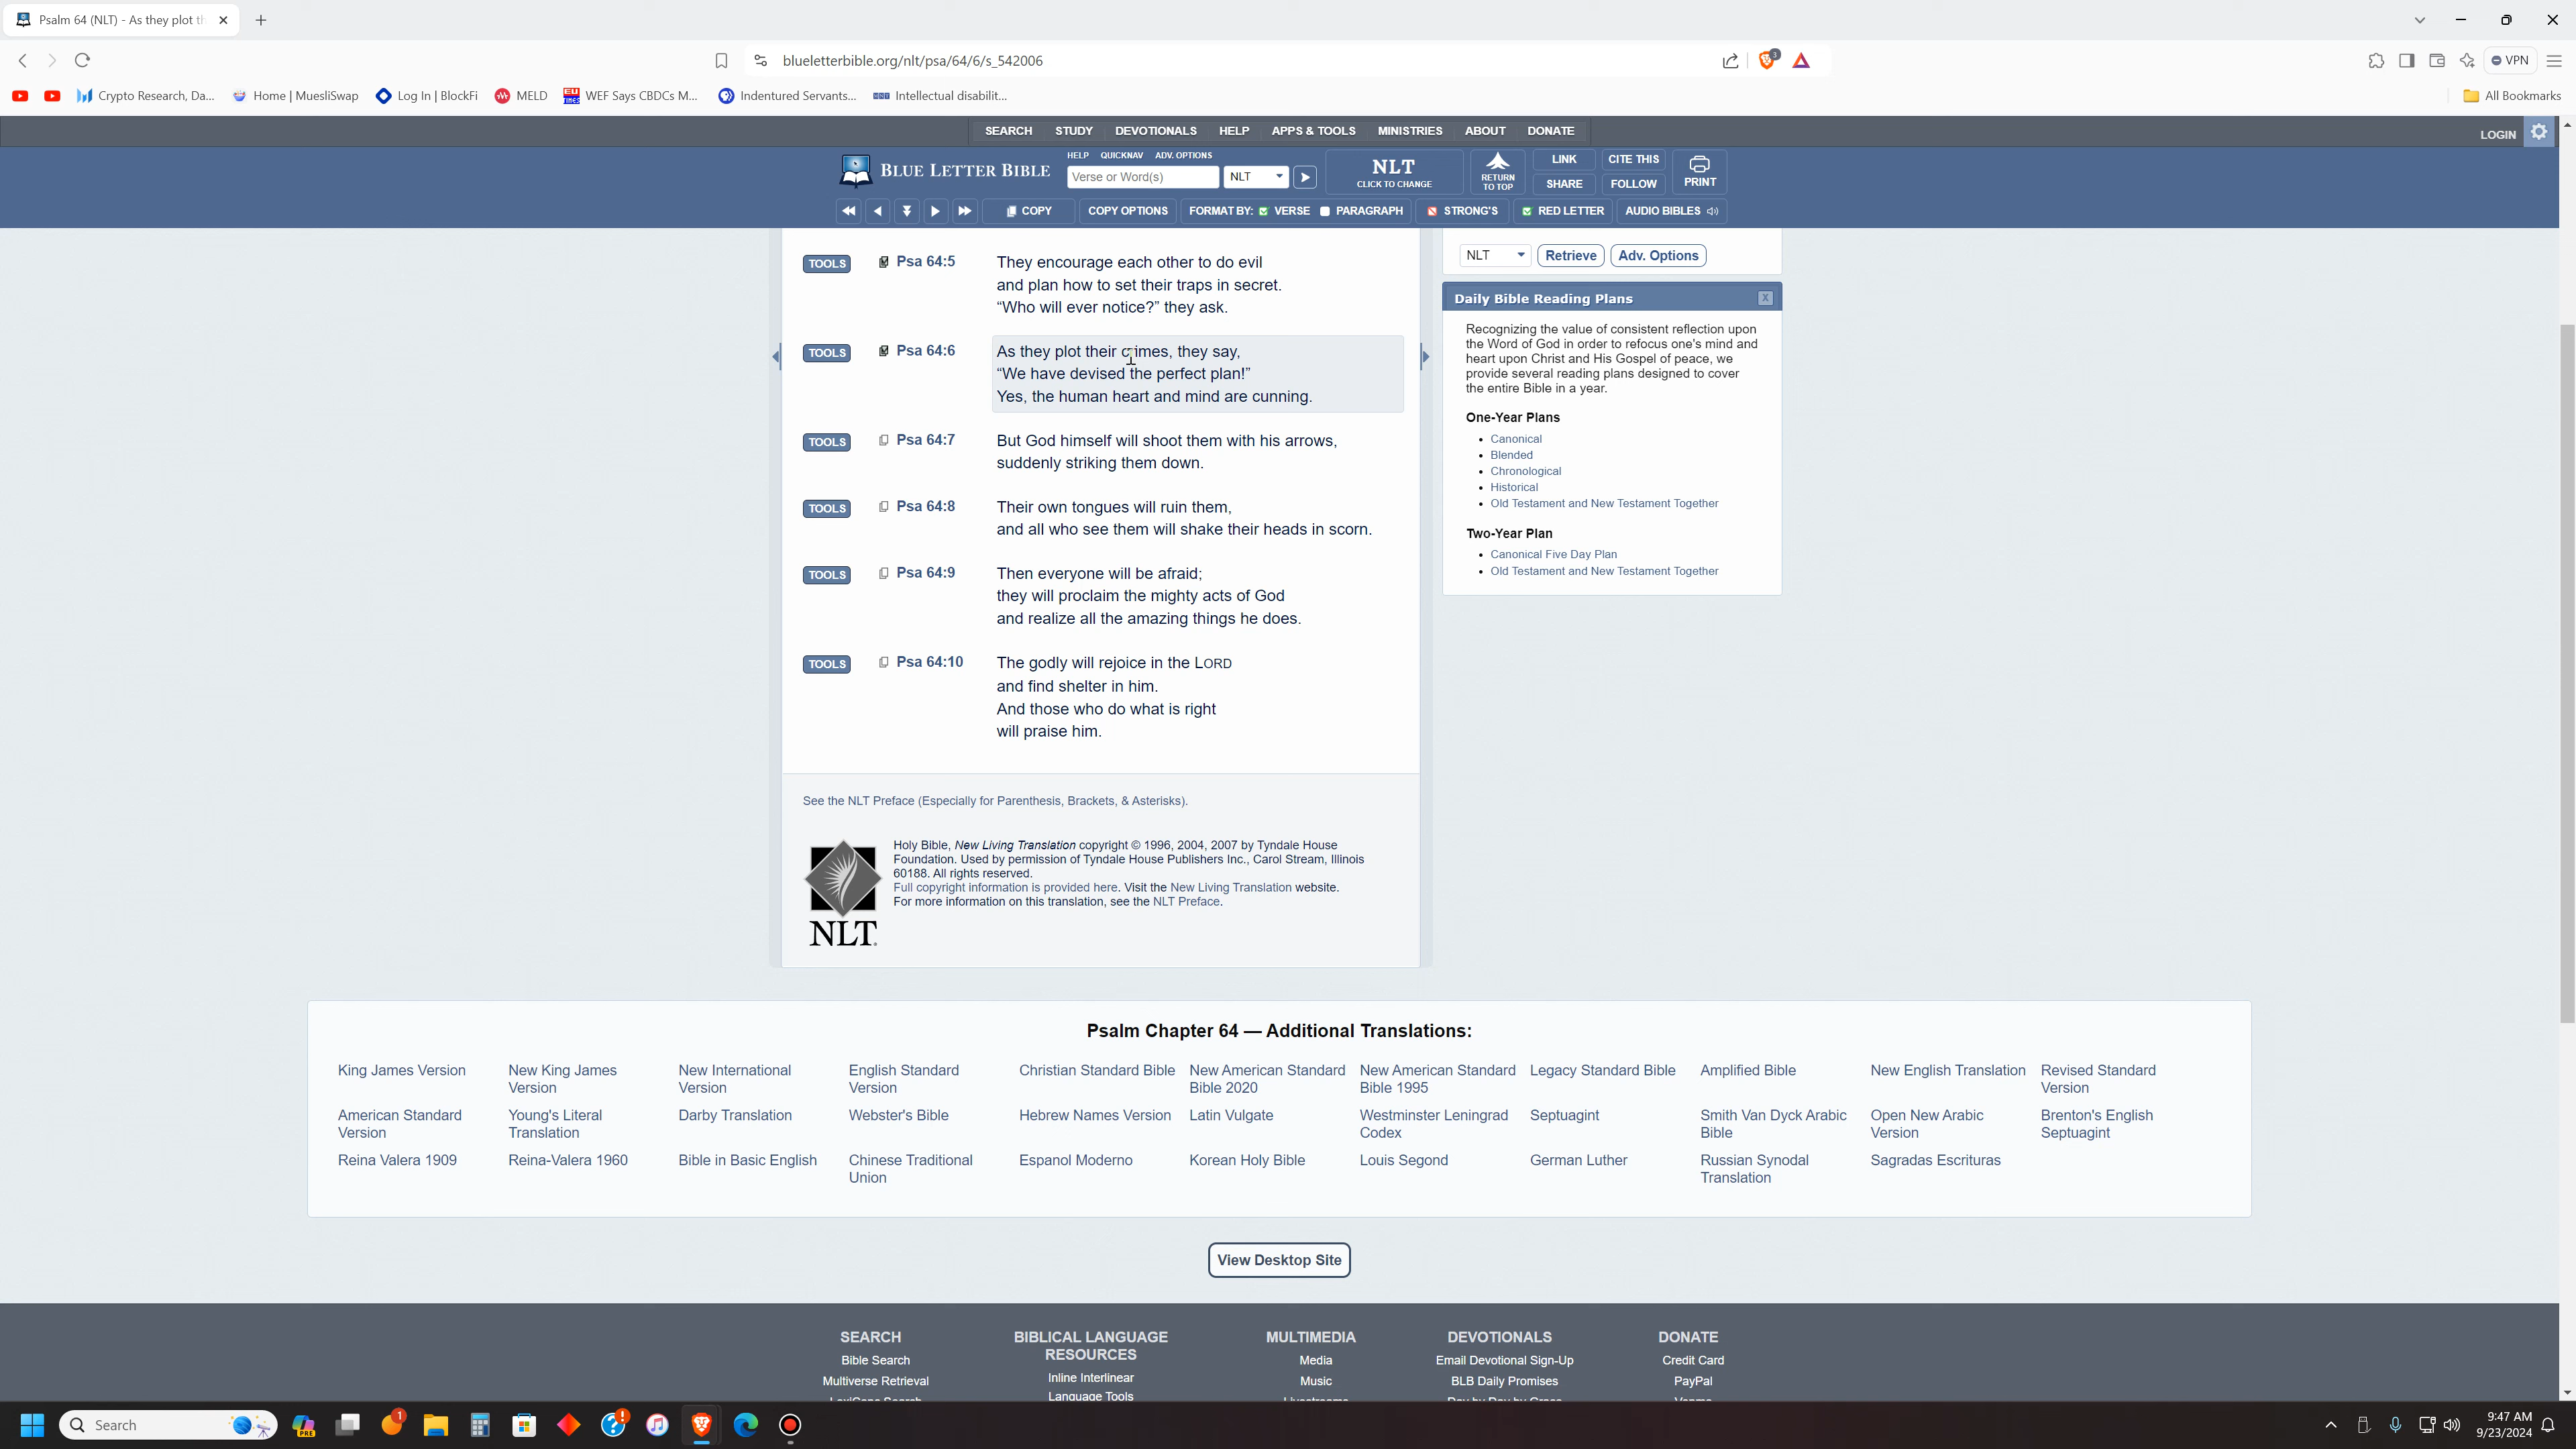 Psalm 64 (NLT) - As they plot th
blueletterbible.org/nlt/psa/64/6/s_542006
3
VPN
Crypto Research, Da...
Home | MuesliSwap
Log In | BlockFi
MELD
WEF Says CBDCs M...
Indentured Servants...
Intellectual disabilit...
All Bookmarks
SEARCH STUDY DEVOTIONALS HELP APPS & TOOLS MINISTRIES ABOUT DONATE
LOGIN
BLUE LETTER BIBLE
HELP QUICKNAV ADV. OPTIONS
Verse or Word(s)
NLT
NLT
CLICK TO CHANGE
RETURN
TO TOP
LINK
SHARE
CITE THIS
FOLLOW
PRINT
COPY
COPY OPTIONS
FORMAT BY: VERSE PARAGRAPH
STRONG'S
RED LETTER
AUDIO BIBLES
TOOLS Psa 64:5 They encourage each other to do evil
and plan how to set their traps in secret.
“Who will ever notice?” they ask.
TOOLS Psa 64:6 As they plot their crimes, they say,
“We have devised the perfect plan!”
Yes, the human heart and mind are cunning.
TOOLS Psa 64:7 But God himself will shoot them with his arrows,
suddenly striking them down.
TOOLS Psa 64:8 Their own tongues will ruin them,
and all who see them will shake their heads in scorn.
TOOLS Psa 64:9 Then everyone will be afraid;
they will proclaim the mighty acts of God
and realize all the amazing things he does.
TOOLS Psa 64:10 The godly will rejoice in the LORD
and find shelter in him.
And those who do what is right
will praise him.
See the NLT Preface (Especially for Parenthesis, Brackets, & Asterisks).
NLT
Holy Bible, New Living Translation copyright © 1996, 2004, 2007 by Tyndale House
Foundation. Used by permission of Tyndale House Publishers Inc., Carol Stream, Illinois
60188. All rights reserved.
Full copyright information is provided here. Visit the New Living Translation website.
For more information on this translation, see the NLT Preface.
NLT Retrieve Adv. Options
Daily Bible Reading Plans X
Recognizing the value of consistent reflection upon
the Word of God in order to refocus one's mind and
heart upon Christ and His Gospel of peace, we
provide several reading plans designed to cover
the entire Bible in a year.
One-Year Plans
• Canonical
• Blended
• Chronological
• Historical
• Old Testament and New Testament Together
Two-Year Plan
• Canonical Five Day Plan
• Old Testament and New Testament Together
Psalm Chapter 64 — Additional Translations:
King James Version
New King James
Version
New International
Version
English Standard
Version
Christian Standard Bible
New American Standard
Bible 2020
New American Standard
Bible 1995
Legacy Standard Bible
Amplified Bible
New English Translation
Revised Standard
Version
American Standard
Version
Young's Literal
Translation
Darby Translation
Webster's Bible
Hebrew Names Version
Latin Vulgate
Westminster Leningrad
Codex
Septuagint
Smith Van Dyck Arabic
Bible
Open New Arabic
Version
Brenton's English
Septuagint
Reina Valera 1909
Reina-Valera 1960
Bible in Basic English
Chinese Traditional
Union
Espanol Moderno
Korean Holy Bible
Louis Segond
German Luther
Russian Synodal
Translation
Sagradas Escrituras
View Desktop Site
SEARCH
Bible Search
Multiverse Retrieval
BIBLICAL LANGUAGE
RESOURCES
Inline Interlinear
Language Tools
MULTIMEDIA
Media
Music
DEVOTIONALS
Email Devotional Sign-Up
BLB Daily Promises
DONATE
Credit Card
PayPal
Search
PRE
1
9:47 AM
9/23/2024